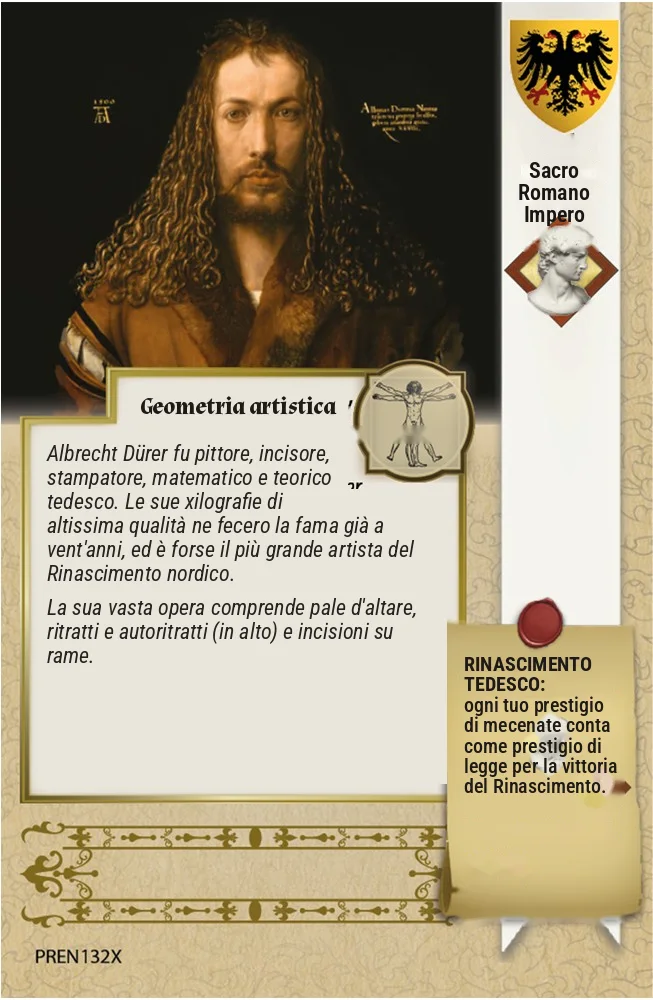 1500
AD
Sacro
Romano
Impero
Geometria artistica
Albrecht Dürer fu pittore, incisore,
stampatore, matematico e teorico
tedesco. Le sue xilografie di
altissima qualità ne fecero la fama già a
vent'anni, ed è forse il più grande artista del
Rinascimento nordico.
La sua vasta opera comprende pale d'altare,
ritratti e autoritratti (in alto) e incisioni su
rame.
RINASCIMENTO
TEDESCO:
ogni tuo prestigio
di mecenate conta
come prestigio di
legge per la vittoria
del Rinascimento.
PREN132X